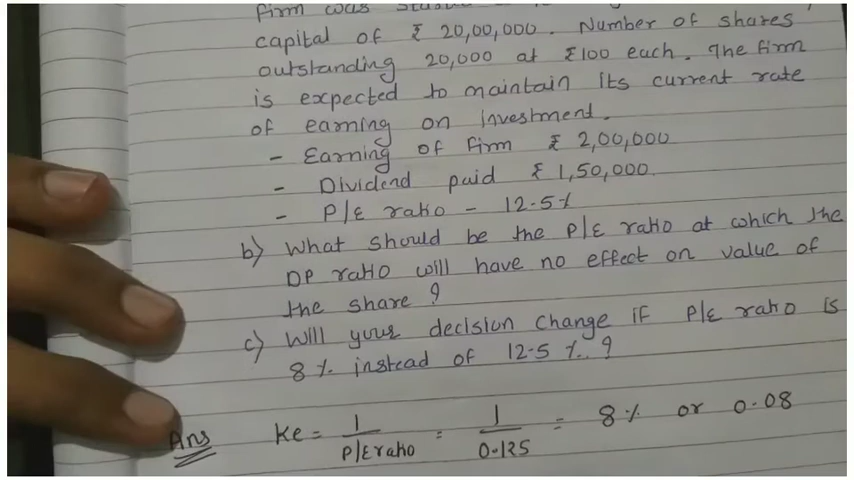 firm was
capital of ₹ 20,00,000. Number of shares
outstanding 20,000 at ₹100 each. The firm
is expected to maintain its current rate
of earning on investment.
- Earning of firm ₹ 2,00,000
- Dividend paid ₹ 1,50,000
- P/E ratio - 12.5%
b) What should be the P/E ratio at which the
DP ratio will have no effect on value of
the share ?
c) Will your decision change if P/E ratio is
8 % instead of 12.5 % ?
Ans Ke = 1 / P/E ratio = 1 / 0.125 = 8 % or 0.08